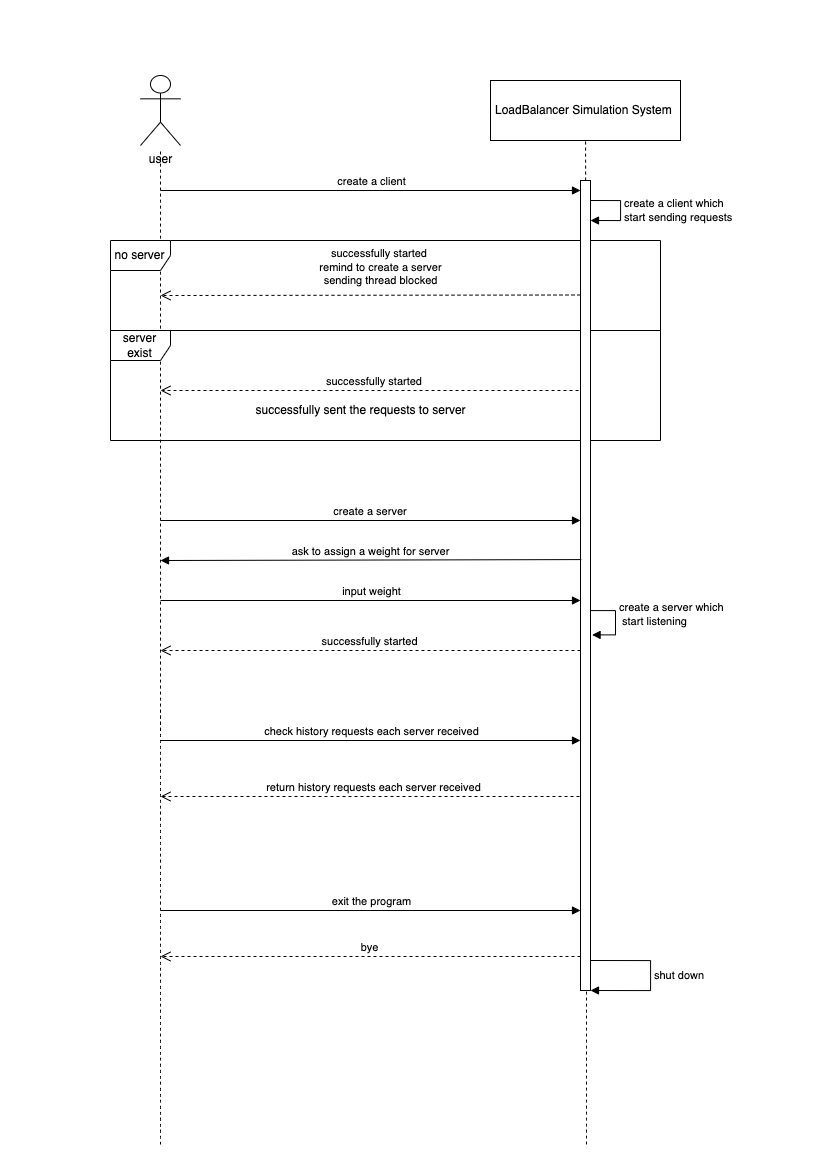 LoadBalancer Simulation System
user
create a client
create a client which
start sending requests
no server
successfully started
remind to create a server
sending thread blocked
server
exist
successfully started
successfully sent the requests to server
create a server
ask to assign a weight for server
input weight
create a server which
start listening
successfully started
check history requests each server received
return history requests each server received
exit the program
bye
shut down